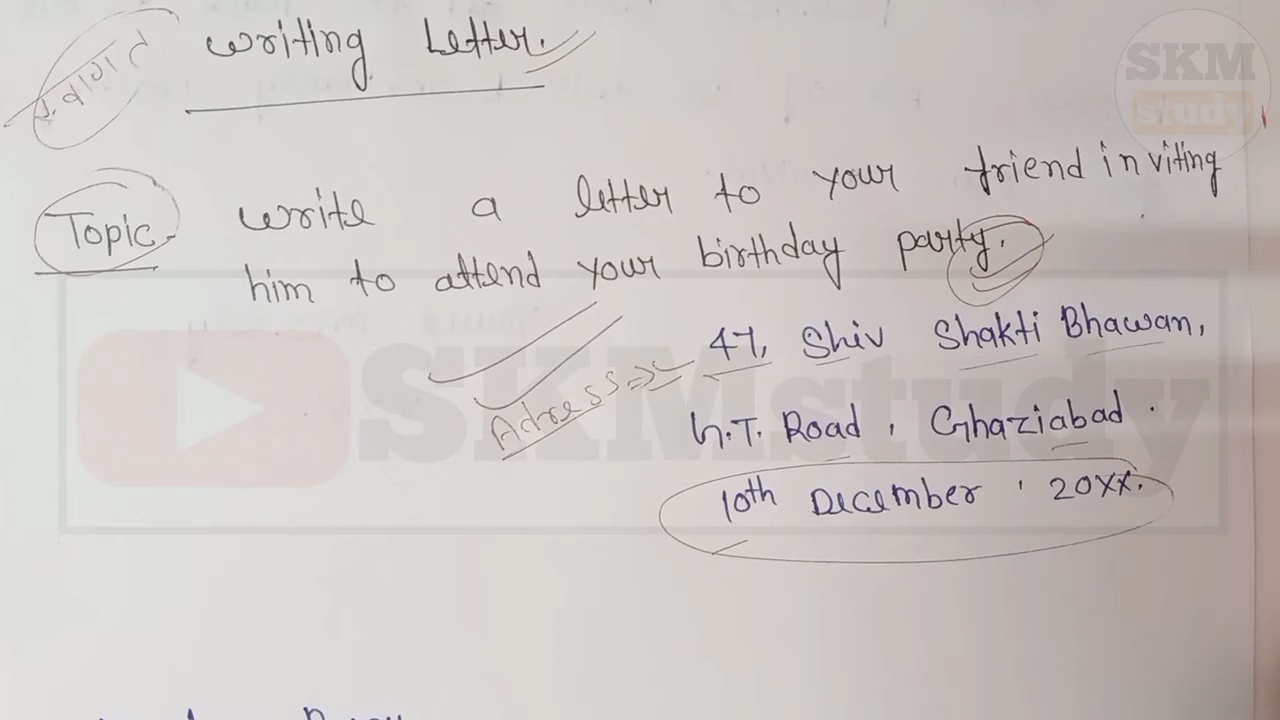 Writing Letter.
SKM
study
Topic. Write a letter to your friend inviting
him to attend your birthday party.
SKMstudy
Adress => 47, Shiv Shakti Bhawan,
G.T. Road, Ghaziabad.
10th December, 20XX.